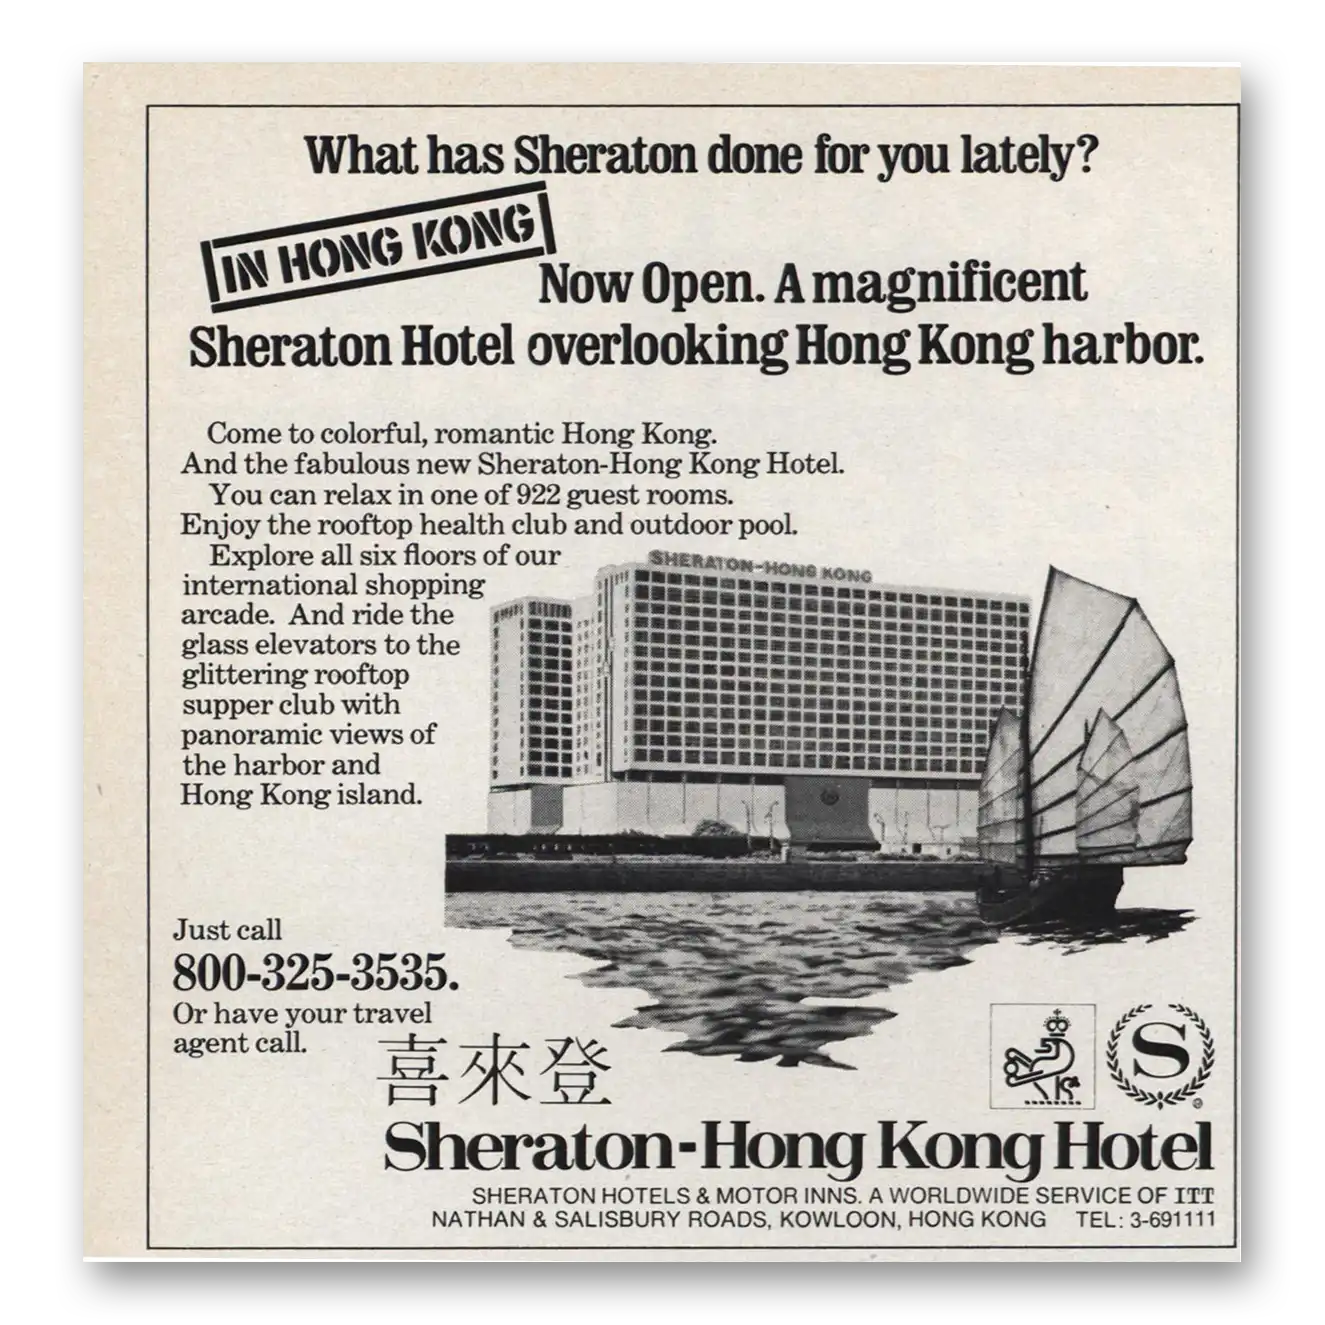 What has Sheraton done for you lately?
IN HONG KONG
Now Open. A magnificent
Sheraton Hotel overlooking Hong Kong harbor.
Come to colorful, romantic Hong Kong.
And the fabulous new Sheraton-Hong Kong Hotel.
You can relax in one of 922 guest rooms.
Enjoy the rooftop health club and outdoor pool.
Explore all six floors of our
international shopping
arcade. And ride the
glass elevators to the
glittering rooftop
supper club with
panoramic views of
the harbor and
Hong Kong island.
SHERATON-HONG KONG
Just call
800-325-3535.
Or have your travel
agent call.
喜來登
S
®
Sheraton-Hong Kong Hotel
SHERATON HOTELS & MOTOR INNS. A WORLDWIDE SERVICE OF ITT
NATHAN & SALISBURY ROADS, KOWLOON, HONG KONG TEL: 3-691111